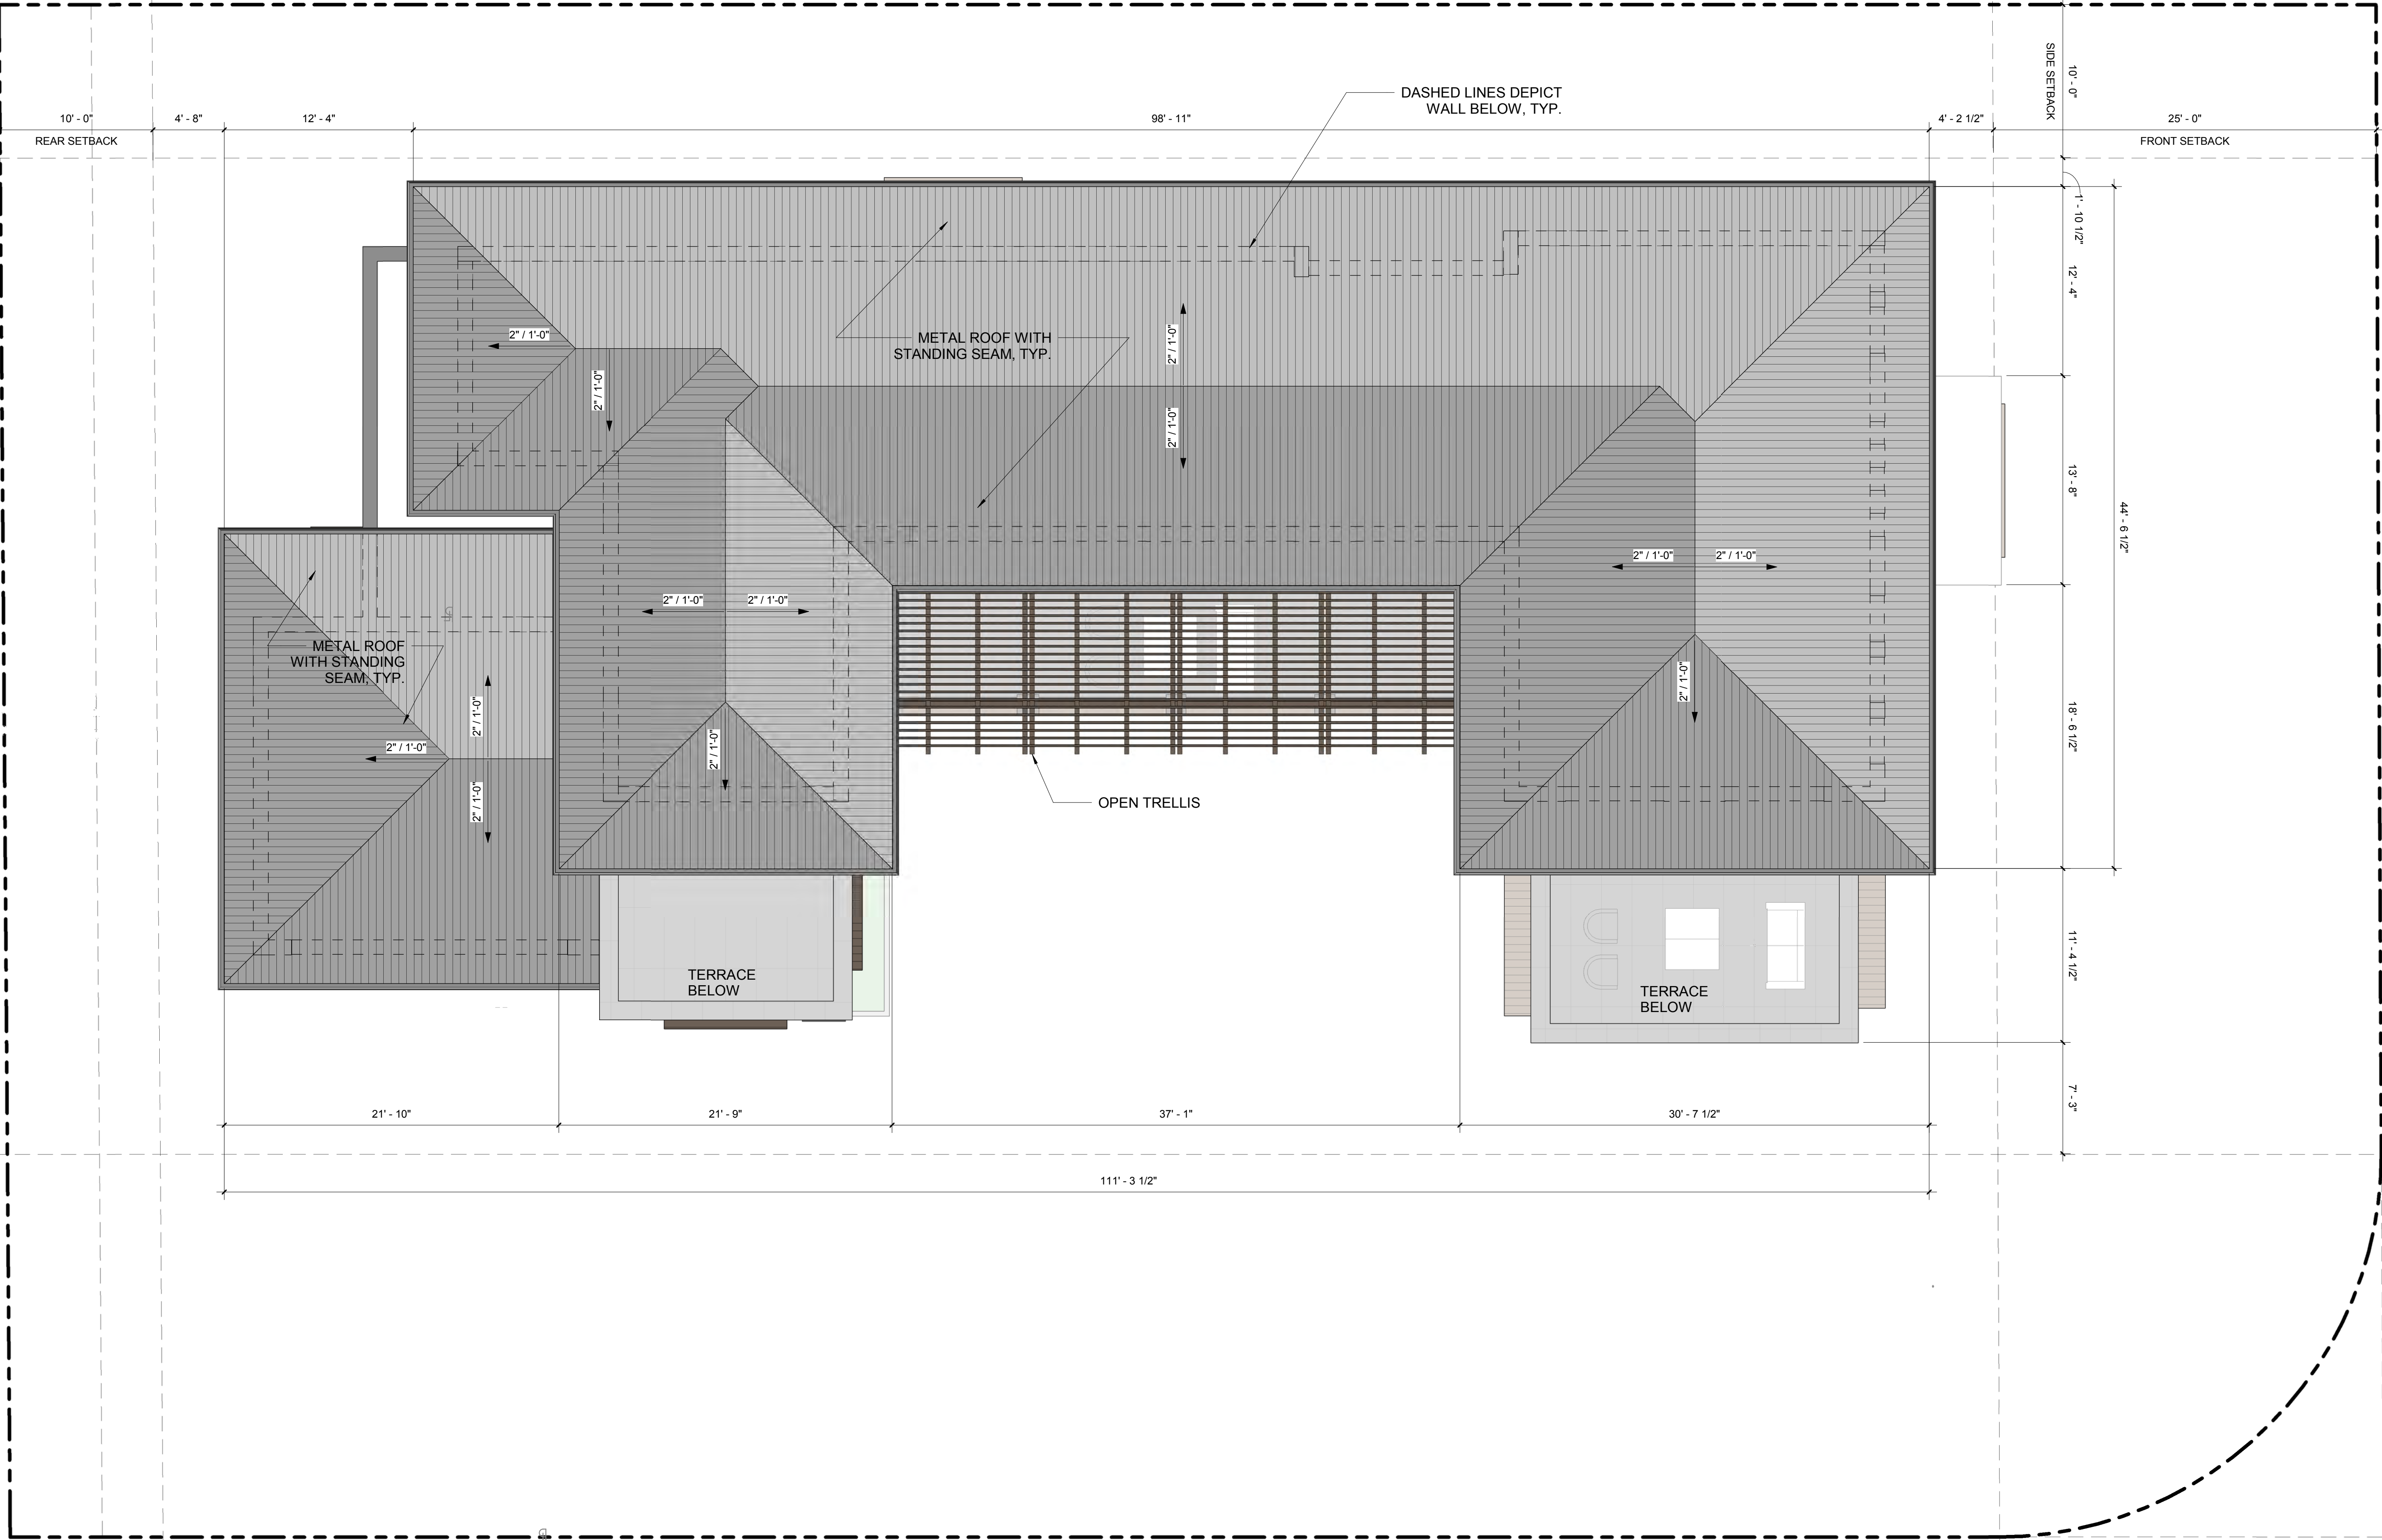 SIDE SETBACK
10' - 0"
DASHED LINES DEPICT
WALL BELOW, TYP.
10' - 0"
4' - 8"
12' - 4"
98' - 11"
4' - 2 1/2"
25' - 0"
REAR SETBACK
FRONT SETBACK
1' - 10 1/2"
12' - 4"
2" / 1'-0"
2" / 1'-0"
METAL ROOF WITH
STANDING SEAM, TYP.
2" / 1'-0"
2" / 1'-0"
13' - 8"
44' - 6 1/2"
2" / 1'-0"
2" / 1'-0"
2" / 1'-0"
2" / 1'-0"
METAL ROOF
WITH STANDING
SEAM, TYP.
2" / 1'-0"
2" / 1'-0"
2" / 1'-0"
2" / 1'-0"
2" / 1'-0"
18' - 6 1/2"
OPEN TRELLIS
TERRACE
BELOW
TERRACE
BELOW
11' - 4 1/2"
7' - 3"
21' - 10"
21' - 9"
37' - 1"
30' - 7 1/2"
111' - 3 1/2"